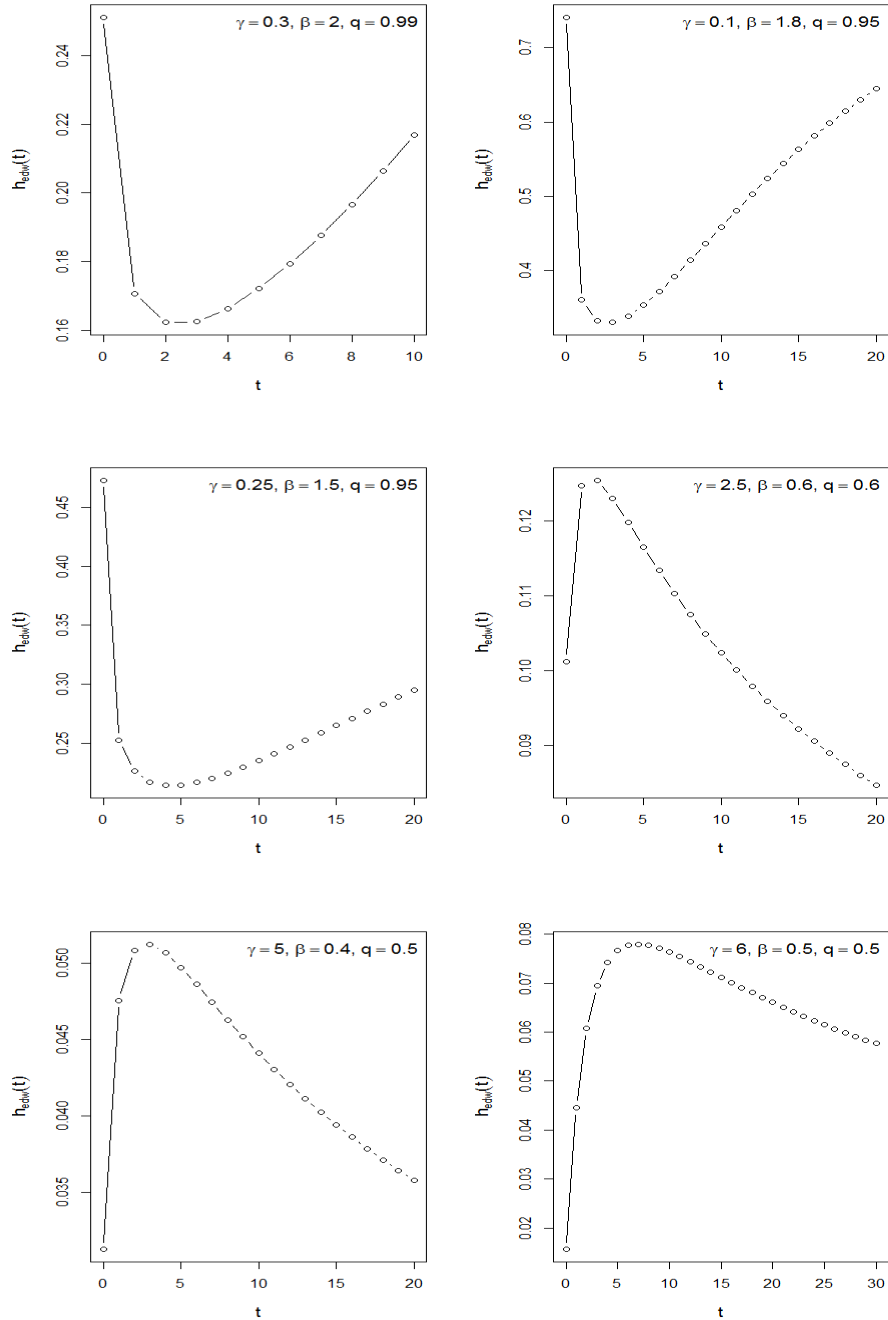 γ = 0.3, β = 2, q = 0.99
h_edw(t)
0.16 0.18 0.20 0.22 0.24
0 2 4 6 8 10
t
γ = 0.1, β = 1.8, q = 0.95
h_edw(t)
0.4 0.5 0.6 0.7
0 5 10 15 20
t
γ = 0.25, β = 1.5, q = 0.95
h_edw(t)
0.25 0.30 0.35 0.40 0.45
0 5 10 15 20
t
γ = 2.5, β = 0.6, q = 0.6
h_edw(t)
0.09 0.10 0.11 0.12
0 5 10 15 20
t
γ = 5, β = 0.4, q = 0.5
h_edw(t)
0.035 0.040 0.045 0.050
0 5 10 15 20
t
γ = 6, β = 0.5, q = 0.5
h_edw(t)
0.02 0.03 0.04 0.05 0.06 0.07 0.08
0 5 10 15 20 25 30
t